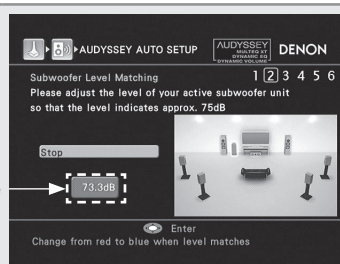 AUDYSSEY AUTO SETUP
AUDYSSEY
MULTEQ XT
DYNAMIC EQ
DYNAMIC VOLUME
DENON
Subwoofer Level Matching
1 2 3 4 5 6
Please adjust the level of your active subwoofer unit
so that the level indicates approx. 75dB
Stop
73.3dB
Enter
Change from red to blue when level matches